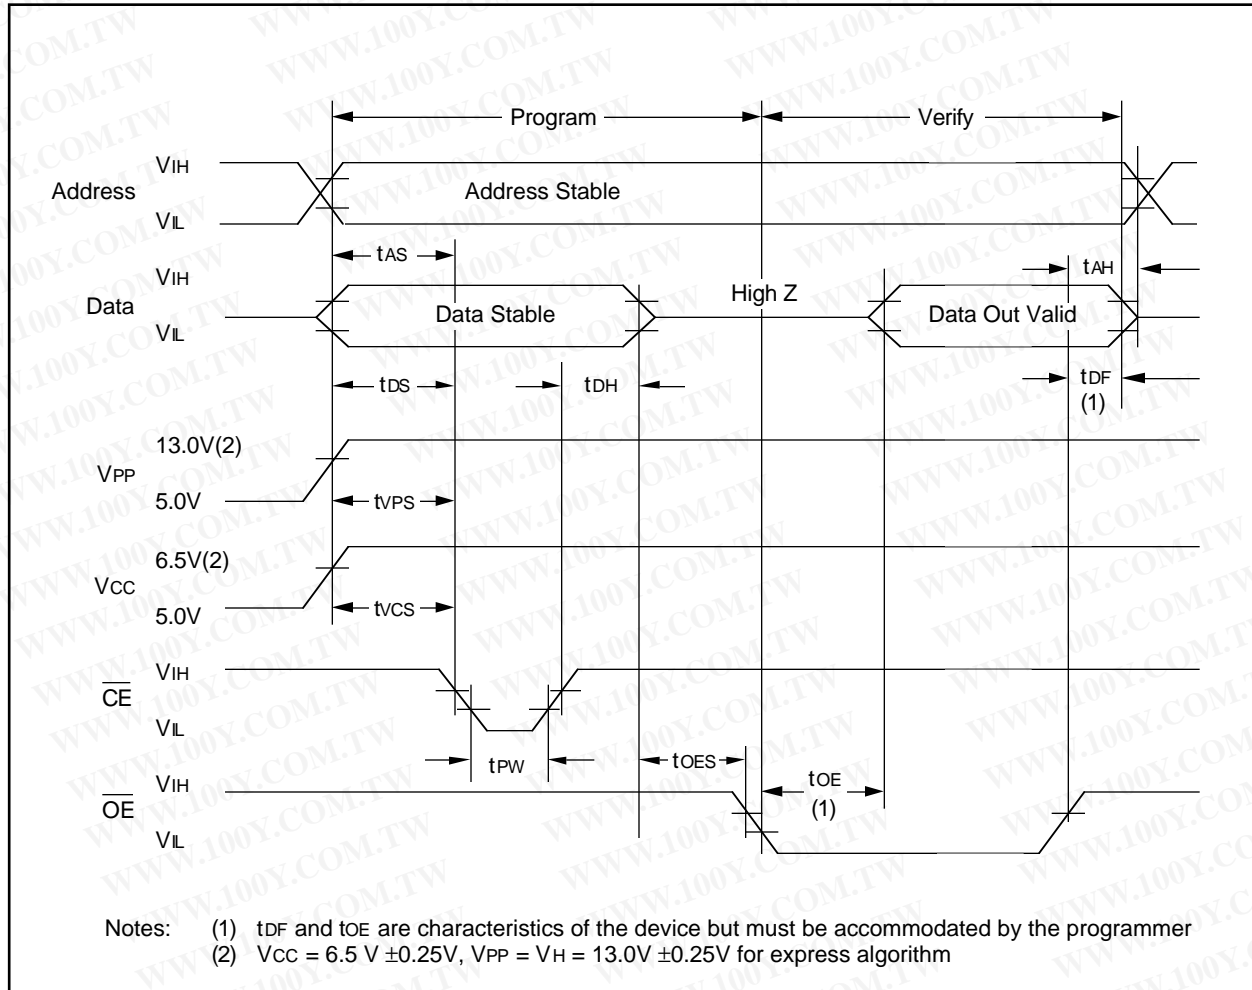 Program
Verify
Address
VIH
VIL
Address Stable
tAS
tAH
Data
VIH
VIL
Data Stable
High Z
Data Out Valid
tDS
tDH
tDF
(1)
VPP
13.0V(2)
5.0V
tVPS
VCC
6.5V(2)
5.0V
tVCS
CE
VIH
VIL
tPW
tOES
OE
VIH
VIL
tOE
(1)
Notes: (1) tDF and tOE are characteristics of the device but must be accommodated by the programmer
(2) VCC = 6.5 V ±0.25V, VPP = VH = 13.0V ±0.25V for express algorithm
WWW.100Y.COM.TW